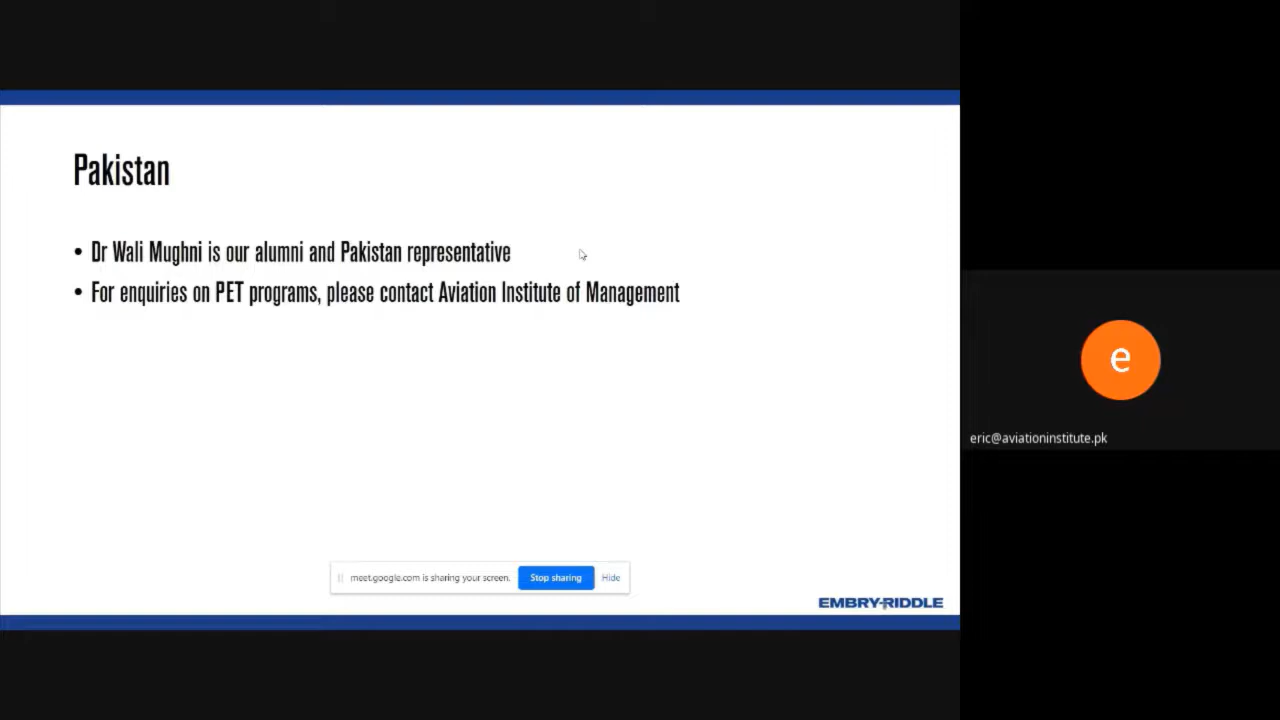 Pakistan
• Dr Wali Mughni is our alumni and Pakistan representative
• For enquiries on PET programs, please contact Aviation Institute of Management
e
eric@aviationinstitute.pk
meet.google.com is sharing your screen.
Stop sharing
Hide
EMBRY-RIDDLE